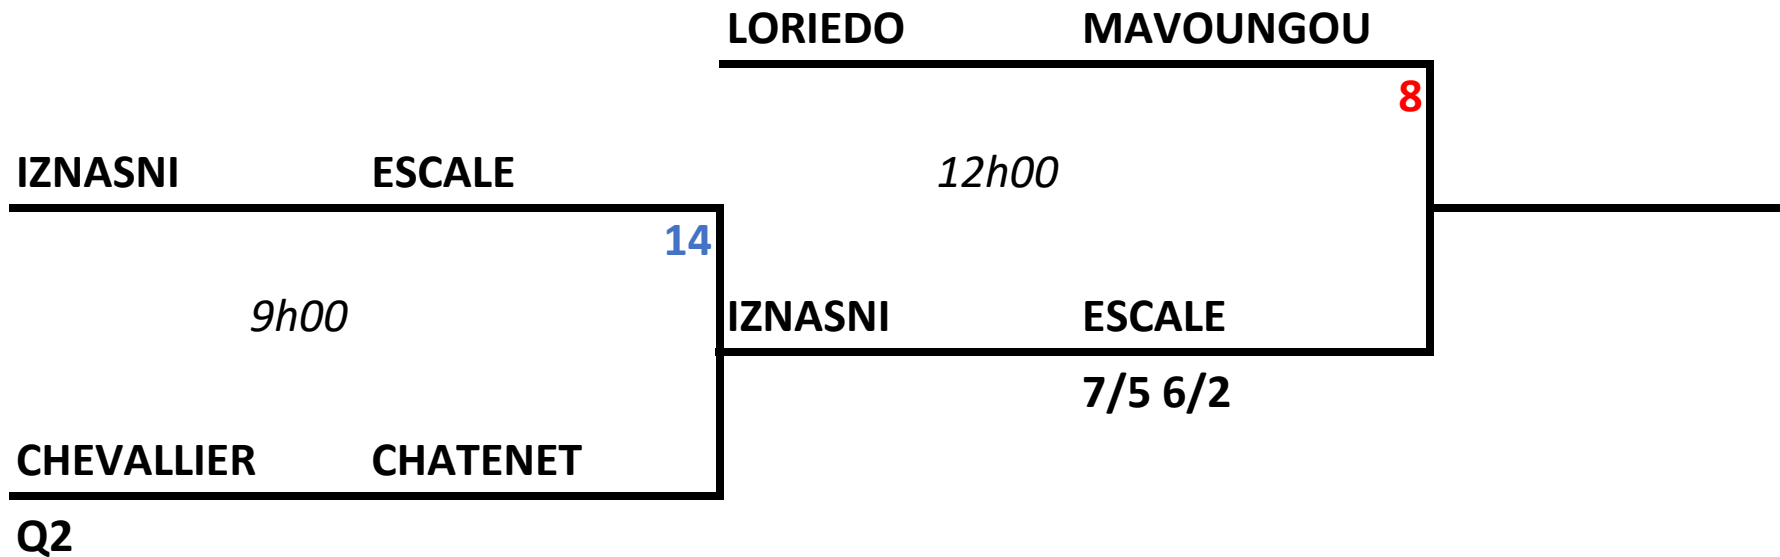 LORIEDO MAVOUNGOU
8
IZNASNI ESCALE
12h00
14
9h00
IZNASNI ESCALE
7/5 6/2
CHEVALLIER CHATENET
Q2